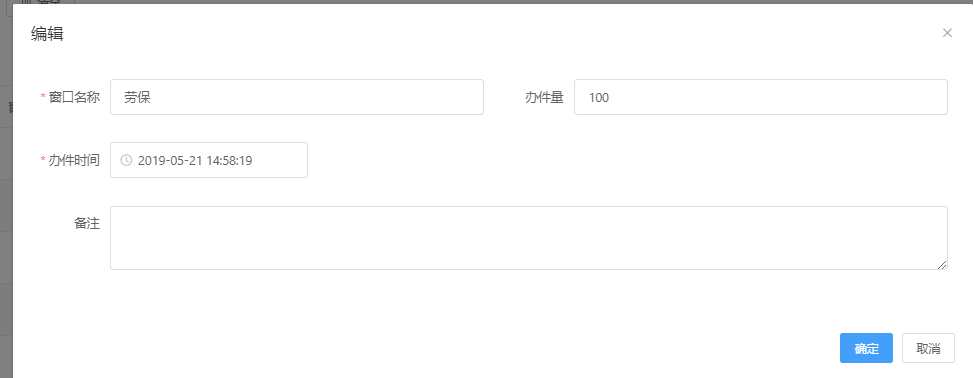 编辑
* 窗口名称 劳保 办件量 100
* 办件时间 2019-05-21 14:58:19
备注
确定 取消